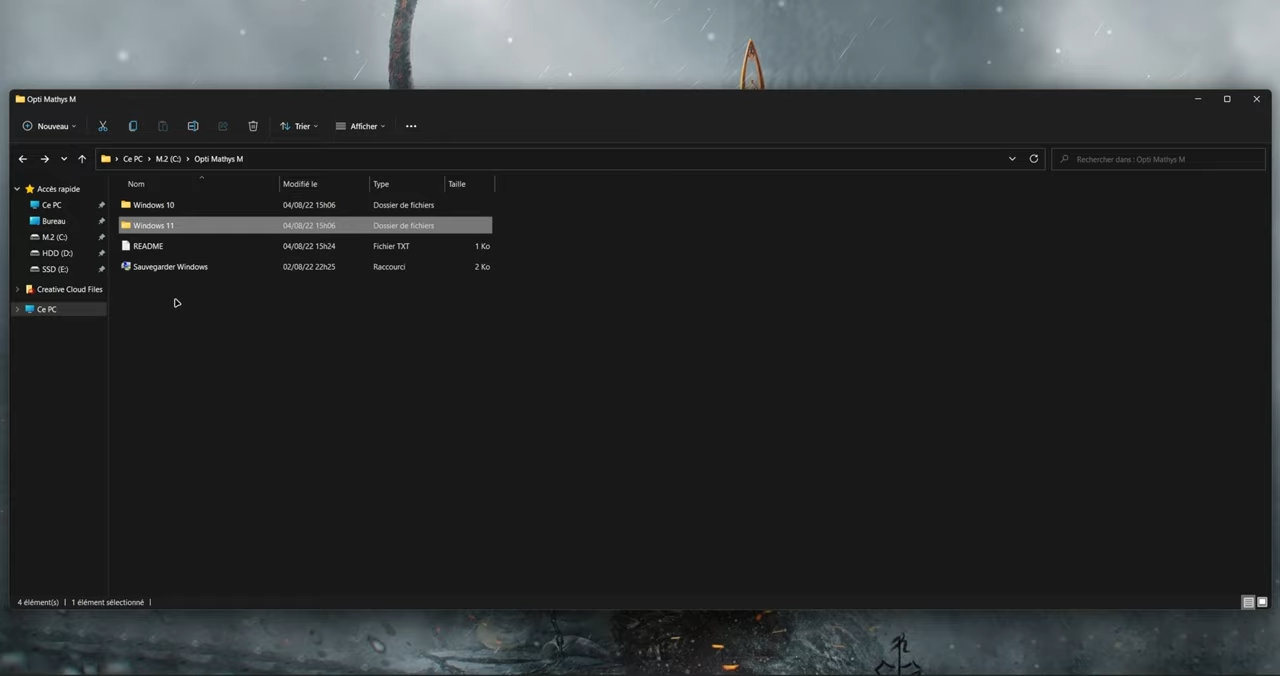 Opti Mathys M
Nouveau Trier Afficher
Ce PC > M.2 (C:) > Opti Mathys M Rechercher dans : Opti Mathys M
Nom Modifié le Type Taille
Accès rapide
Ce PC
Bureau
M.2 (C:)
HDD (D:)
SSD (E:)
Creative Cloud Files
Ce PC
Windows 10 04/08/22 15h06 Dossier de fichiers
Windows 11 04/08/22 15h06 Dossier de fichiers
README 04/08/22 15h24 Fichier TXT 1 Ko
Sauvegarder Windows 02/08/22 22h25 Raccourci 2 Ko
4 élément(s) | 1 élément sélectionné |